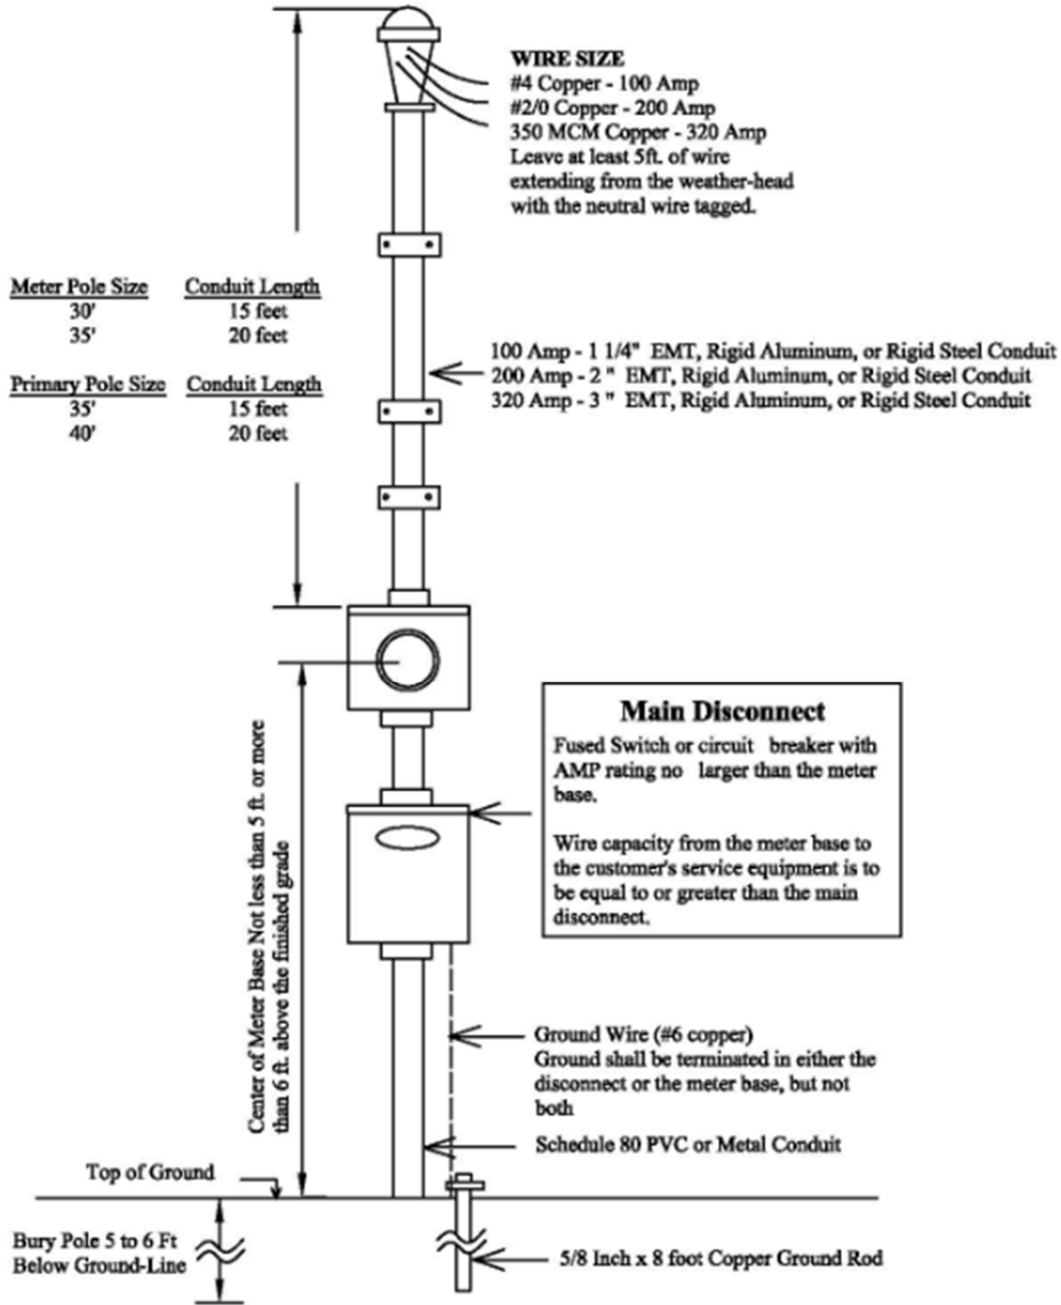 WIRE SIZE
#4 Copper - 100 Amp
#2/0 Copper - 200 Amp
350 MCM Copper - 320 Amp
Leave at least 5ft. of wire
extending from the weather-head
with the neutral wire tagged.
Meter Pole Size Conduit Length
30' 15 feet
35' 20 feet
Primary Pole Size Conduit Length
35' 15 feet
40' 20 feet
100 Amp - 1 1/4" EMT, Rigid Aluminum, or Rigid Steel Conduit
200 Amp - 2 " EMT, Rigid Aluminum, or Rigid Steel Conduit
320 Amp - 3 " EMT, Rigid Aluminum, or Rigid Steel Conduit
Main Disconnect
Fused Switch or circuit breaker with
AMP rating no larger than the meter
base.
Wire capacity from the meter base to
the customer's service equipment is to
be equal to or greater than the main
disconnect.
Center of Meter Base Not less than 5 ft. or more
than 6 ft. above the finished grade
Ground Wire (#6 copper)
Ground shall be terminated in either the
disconnect or the meter base, but not
both
Schedule 80 PVC or Metal Conduit
Top of Ground
Bury Pole 5 to 6 Ft
Below Ground-Line
5/8 Inch x 8 foot Copper Ground Rod